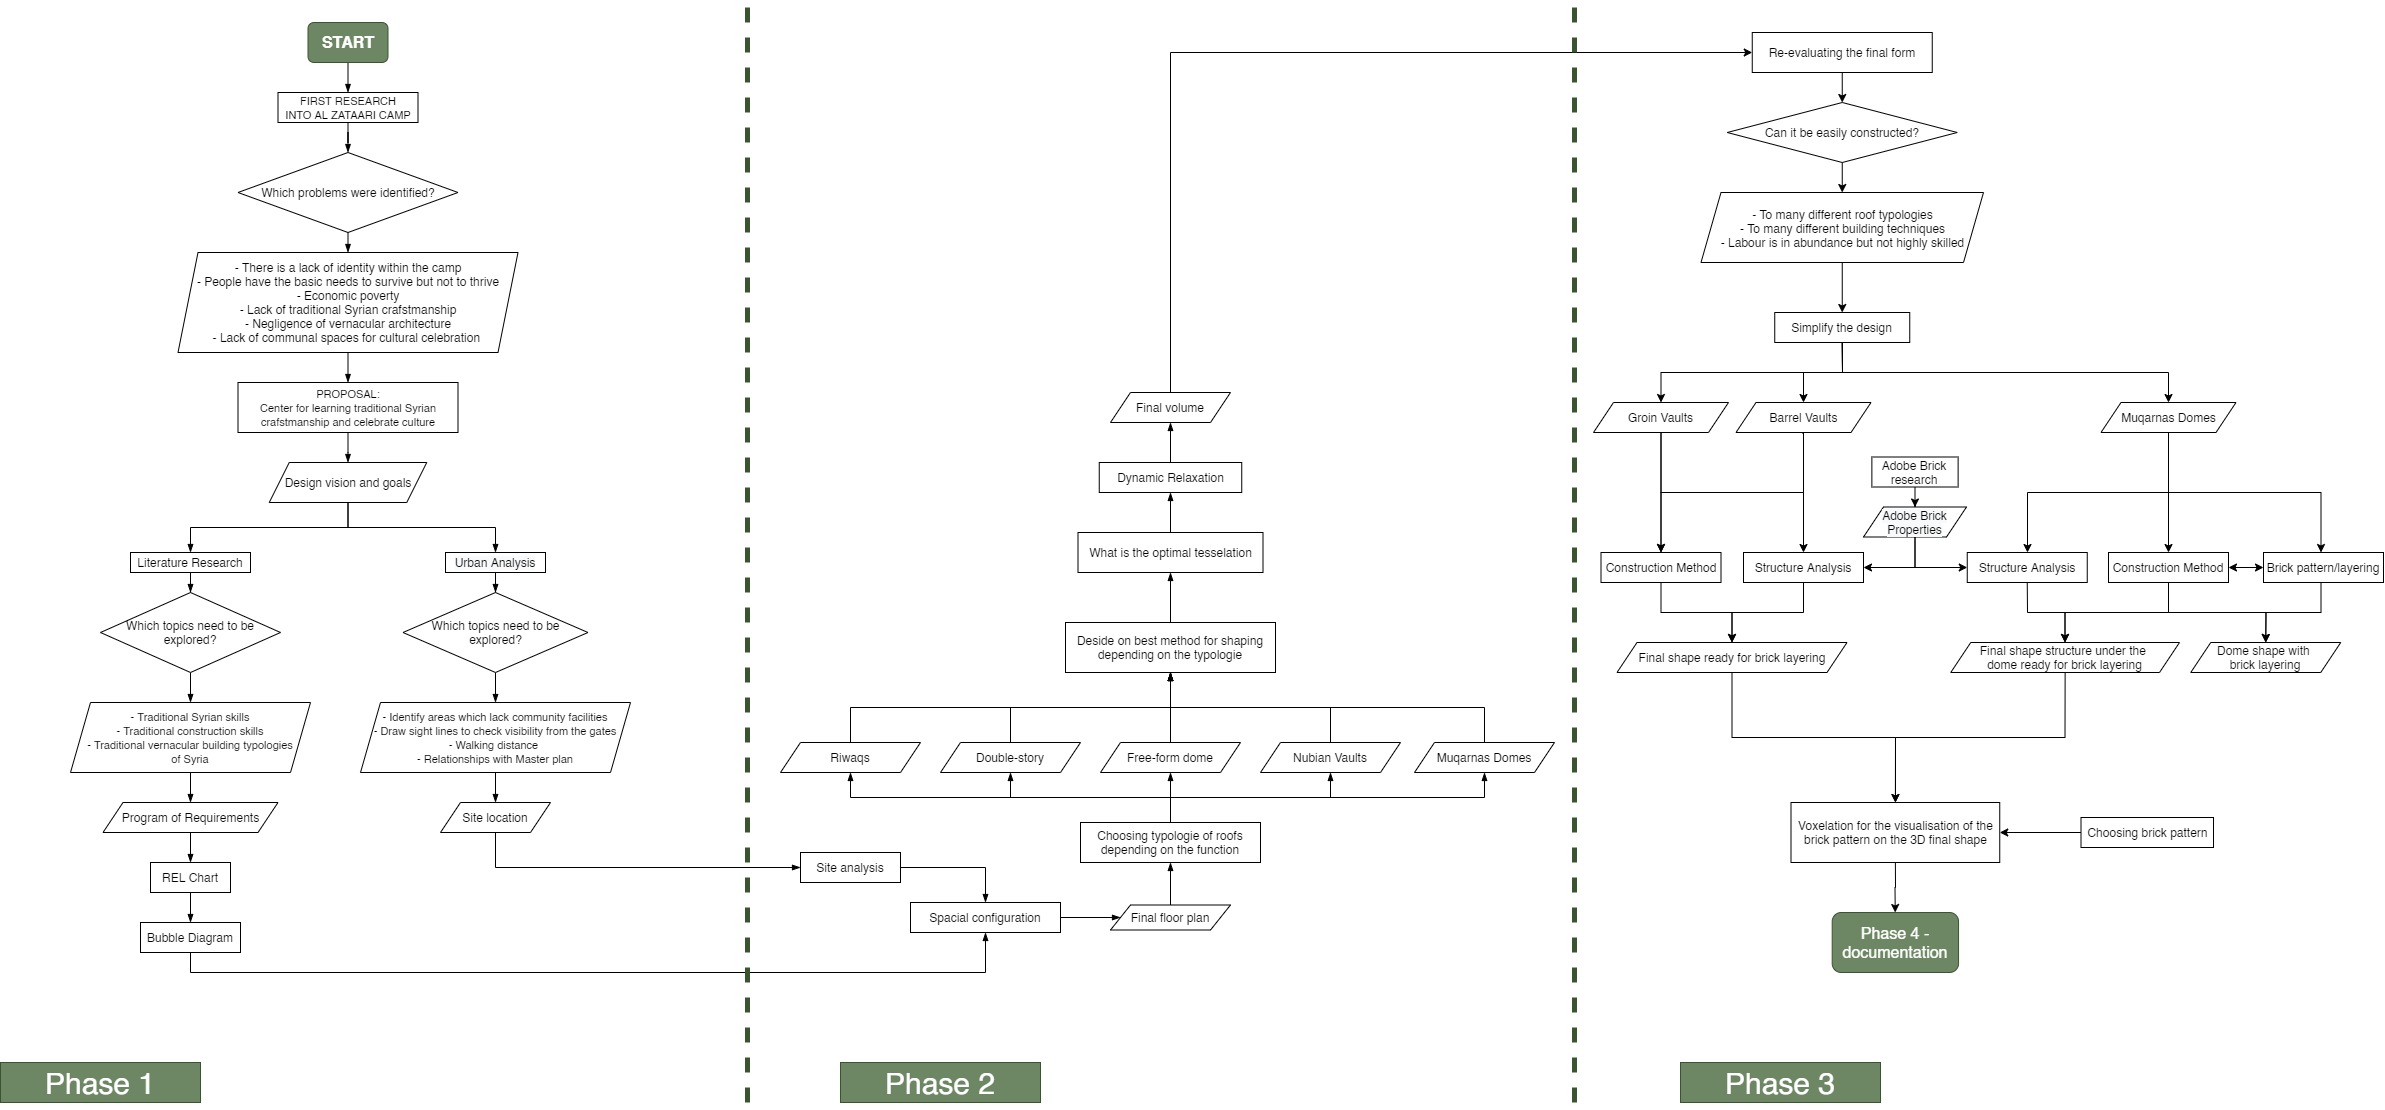 START
FIRST RESEARCH
INTO AL ZATAARI CAMP
Which problems were identified?
- There is a lack of identity within the camp
- People have the basic needs to survive but not to thrive
- Economic poverty
- Lack of traditional Syrian crafstmanship
- Negligence of vernacular architecture
- Lack of communal spaces for cultural celebration
PROPOSAL:
Center for learning traditional Syrian
crafstmanship and celebrate culture
Design vision and goals
Literature Research
Which topics need to be
explored?
- Traditional Syrian skills
- Traditional construction skills
- Traditional vernacular building typologies
of Syria
Program of Requirements
REL Chart
Bubble Diagram
Urban Analysis
Which topics need to be
explored?
- Identify areas which lack community facilities
- Draw sight lines to check visibility from the gates
- Walking distance
- Relationships with Master plan
Site location
Phase 1
Final volume
Dynamic Relaxation
What is the optimal tesselation
Deside on best method for shaping
depending on the typologie
Riwaqs
Double-story
Free-form dome
Nubian Vaults
Muqarnas Domes
Choosing typologie of roofs
depending on the function
Site analysis
Spacial configuration
Final floor plan
Phase 2
Re-evaluating the final form
Can it be easily constructed?
- To many different roof typologies
- To many different building techniques
- Labour is in abundance but not highly skilled
Simplify the design
Groin Vaults
Barrel Vaults
Muqarnas Domes
Adobe Brick
research
Adobe Brick
Properties
Construction Method
Structure Analysis
Structure Analysis
Construction Method
Brick pattern/layering
Final shape ready for brick layering
Final shape structure under the
dome ready for brick layering
Dome shape with
brick layering
Voxelation for the visualisation of the
brick pattern on the 3D final shape
Choosing brick pattern
Phase 4 -
documentation
Phase 3